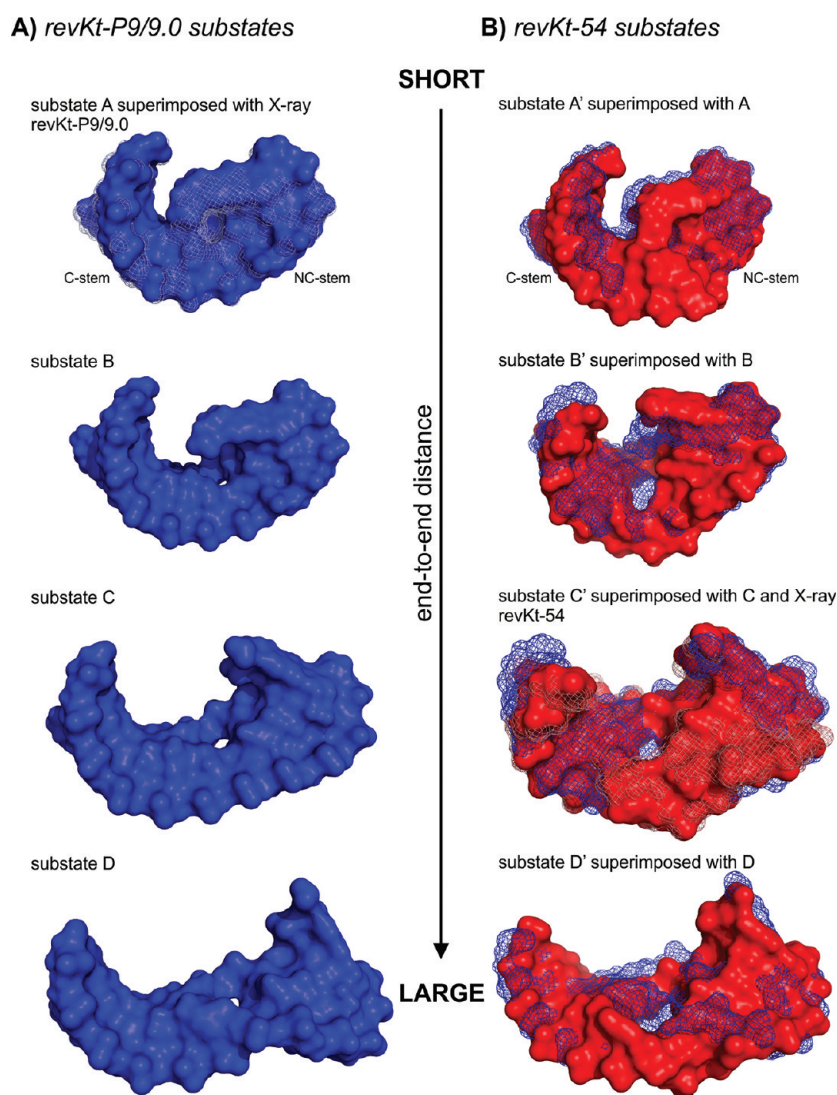 A) revKt-P9/9.0 substates
B) revKt-54 substates
SHORT
substate A superimposed with X-ray
revKt-P9/9.0
C-stem
NC-stem
substate A' superimposed with A
C-stem
NC-stem
substate B
substate B' superimposed with B
end-to-end distance
substate C
substate C' superimposed with C and X-ray
revKt-54
substate D
substate D' superimposed with D
LARGE